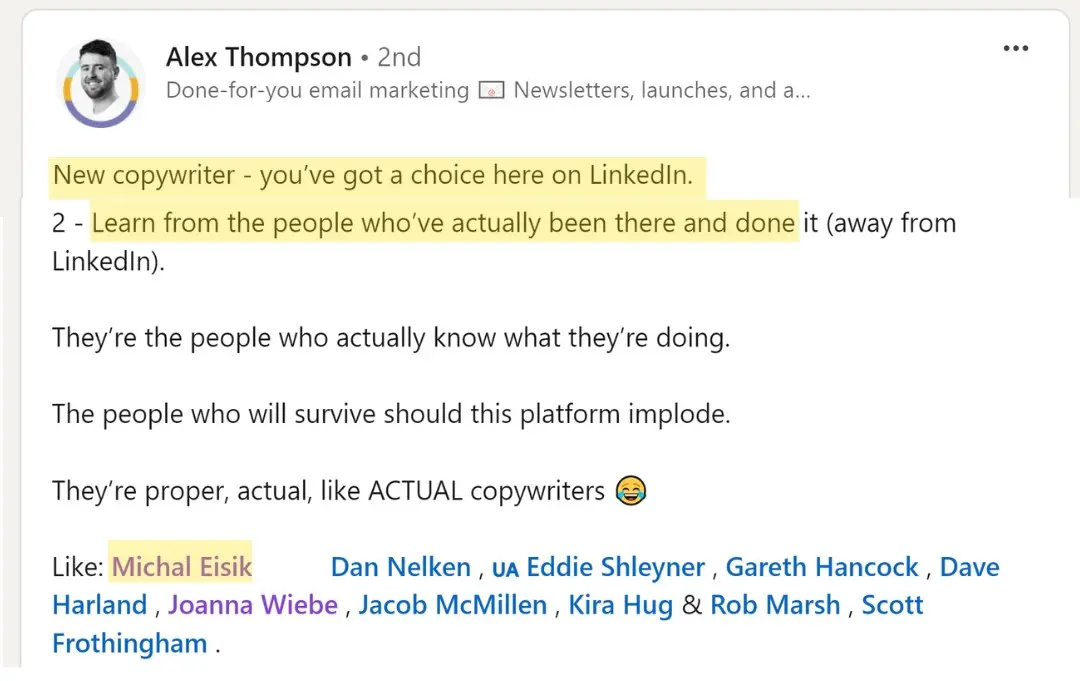 Alex Thompson • 2nd
Done-for-you email marketing 💌 Newsletters, launches, and a...
New copywriter - you’ve got a choice here on LinkedIn.
2 - Learn from the people who’ve actually been there and done it (away from
LinkedIn).
They’re the people who actually know what they’re doing.
The people who will survive should this platform implode.
They’re proper, actual, like ACTUAL copywriters 😂
Like: Michal Eisik Dan Nelken , UA Eddie Shleyner , Gareth Hancock , Dave
Harland , Joanna Wiebe , Jacob McMillen , Kira Hug & Rob Marsh , Scott
Frothingham .